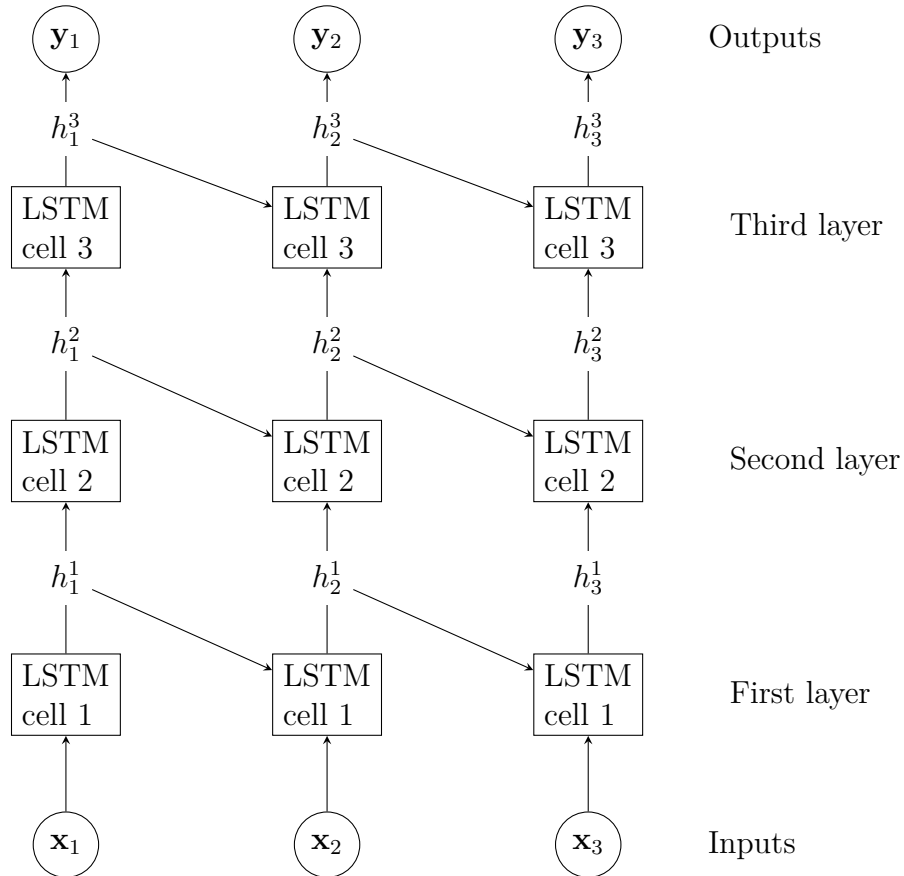 y₁ y₂ y₃ Outputs
h₁³ h₂³ h₃³
LSTM LSTM LSTM
cell 3 cell 3 cell 3
Third layer
h₁² h₂² h₃²
LSTM LSTM LSTM
cell 2 cell 2 cell 2
Second layer
h₁¹ h₂¹ h₃¹
LSTM LSTM LSTM
cell 1 cell 1 cell 1
First layer
x₁ x₂ x₃ Inputs